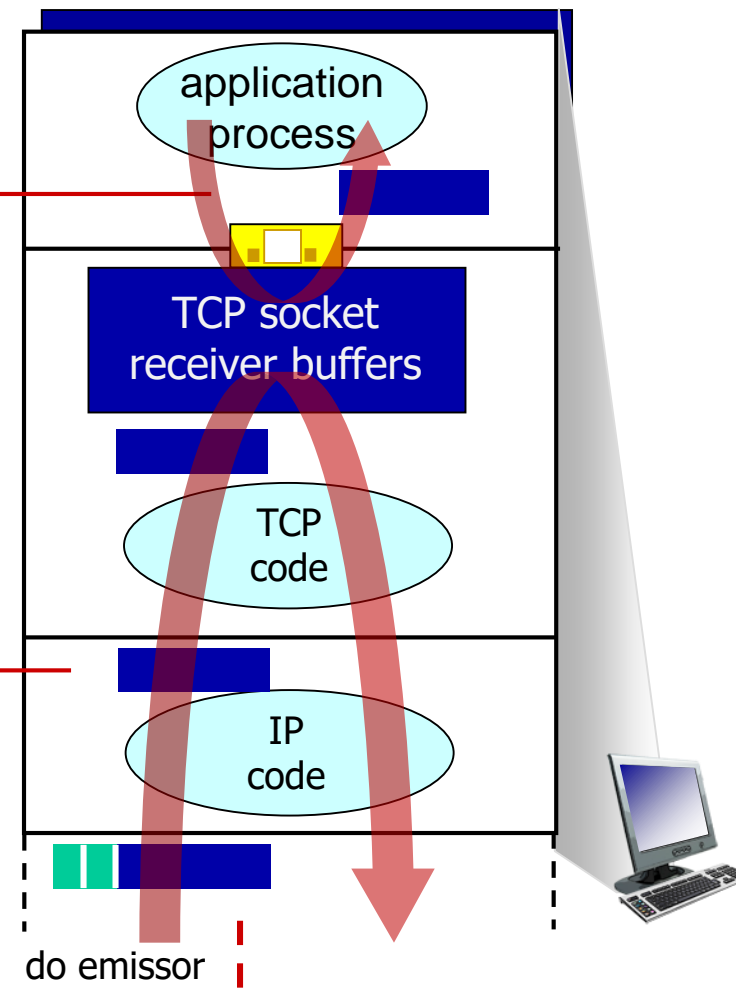 application
process
TCP socket
receiver buffers
TCP
code
IP
code
do emissor